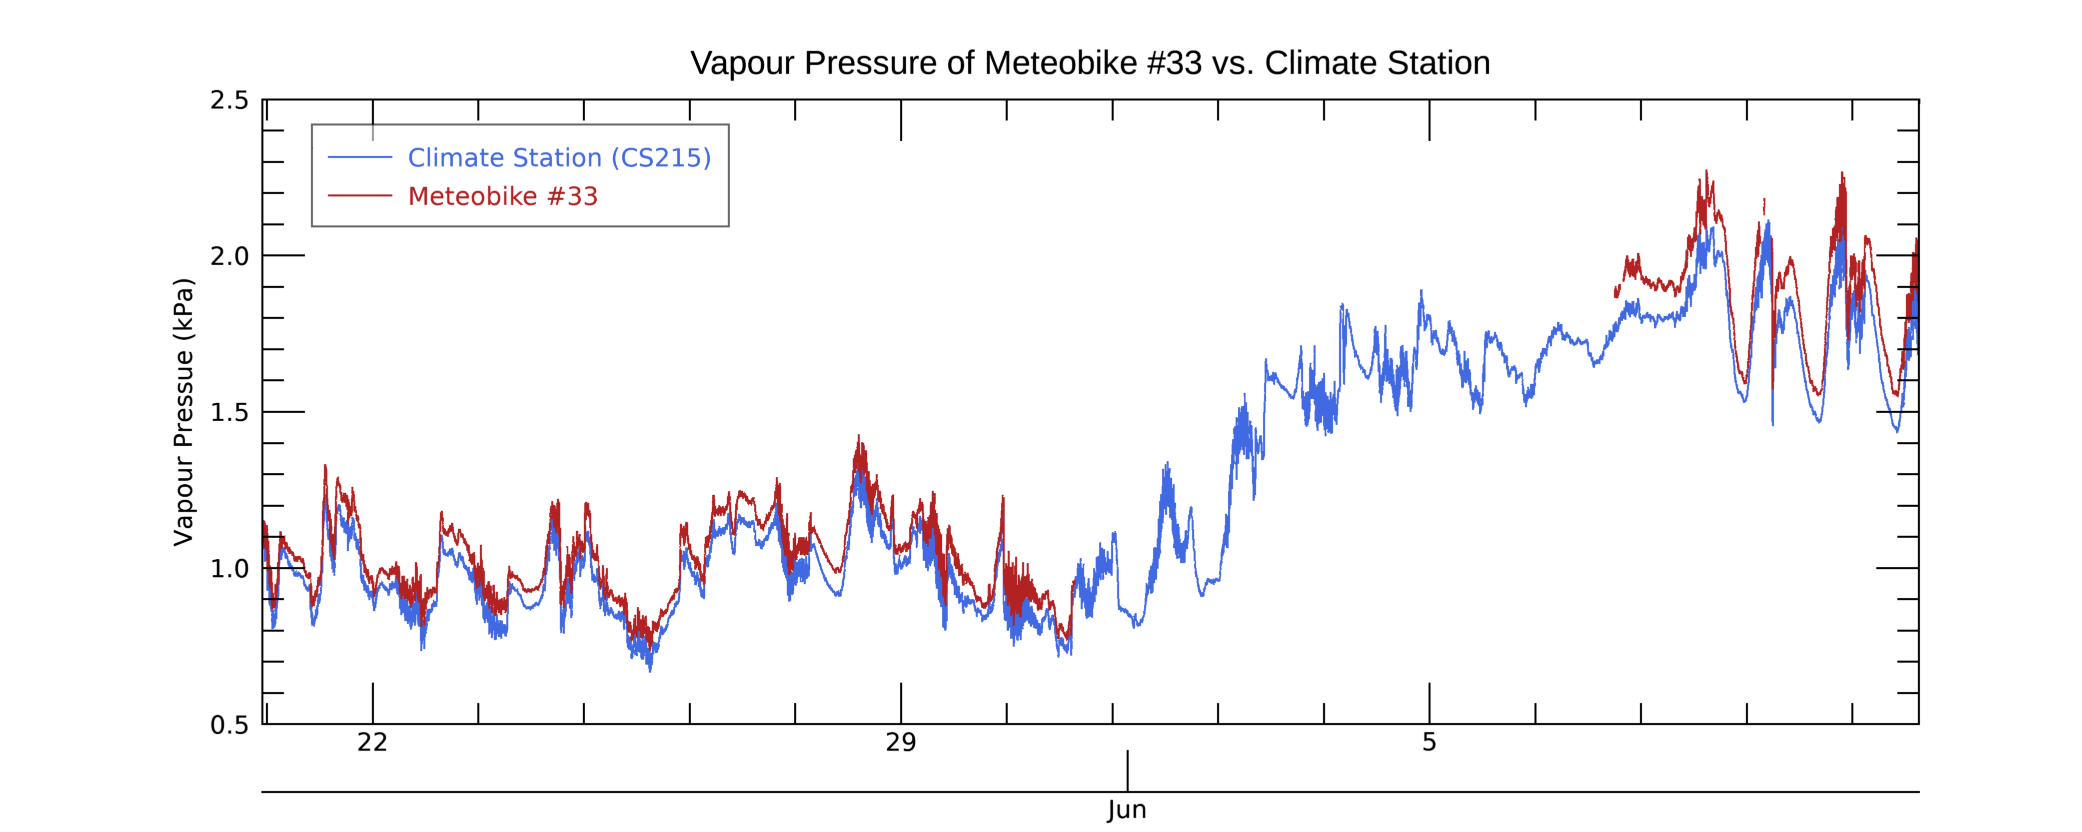 Vapour Pressure of Meteobike #33 vs. Climate Station
2.5
Climate Station (CS215)
Meteobike #33
2.0
Vapour Pressue (kPa)
1.5
1.0
0.5
22 29 5
Jun